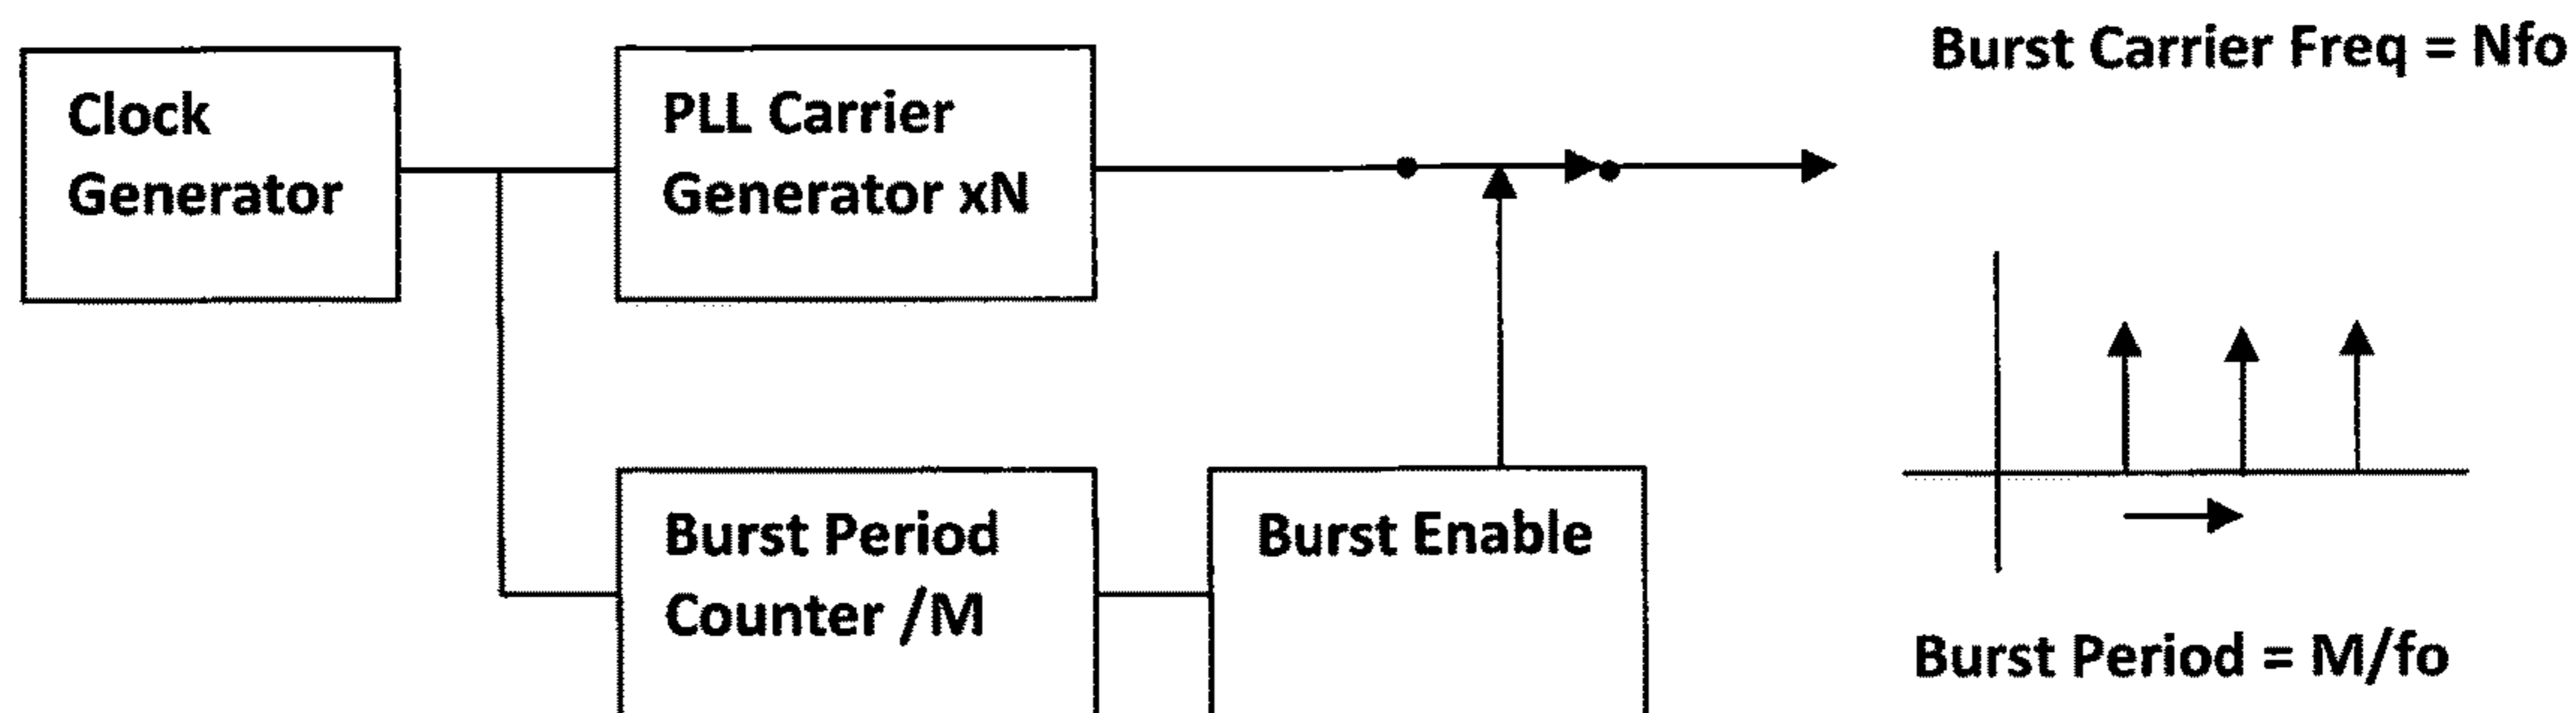 Burst Carrier Freq = Nfo
Clock
Generator
PLL Carrier
Generator xN
Burst Period
Counter /M
Burst Enable
Burst Period = M/fo